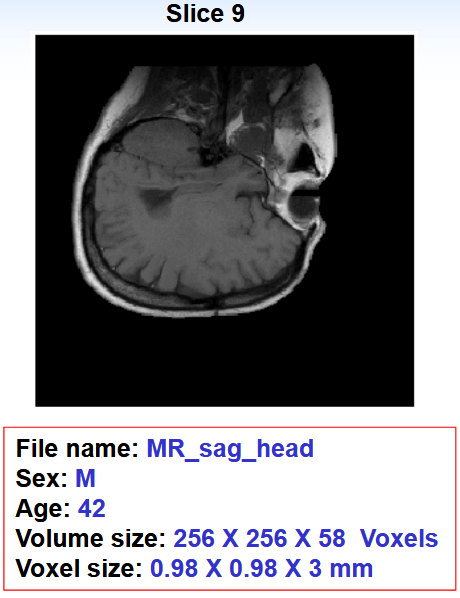 Slice 9
File name: MR_sag_head
Sex: M
Age: 42
Volume size: 256 X 256 X 58 Voxels
Voxel size: 0.98 X 0.98 X 3 mm